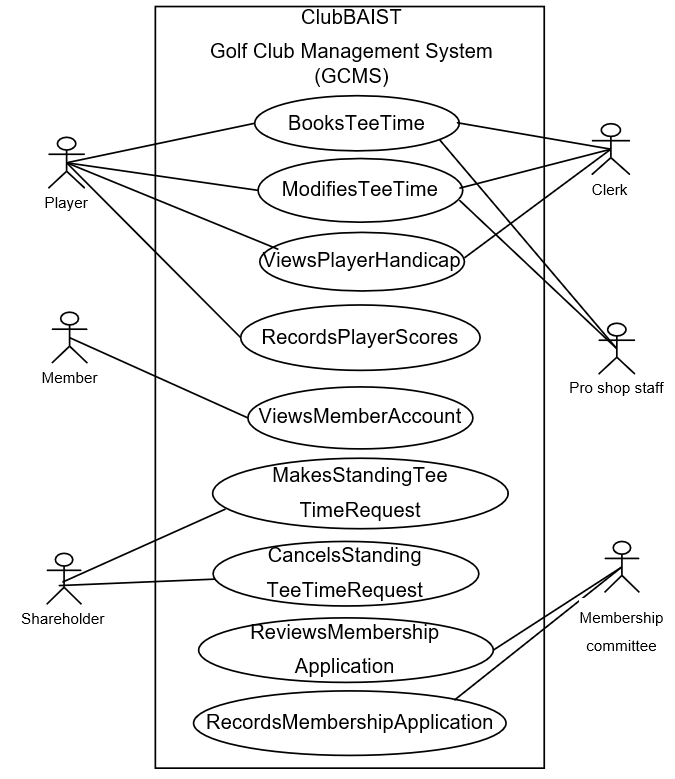 ClubBAIST
Golf Club Management System
(GCMS)
BooksTeeTime
ModifiesTeeTime
ViewsPlayerHandicap
RecordsPlayerScores
ViewsMemberAccount
MakesStandingTee
TimeRequest
CancelsStanding
TeeTimeRequest
ReviewsMembership
Application
RecordsMembershipApplication
Player
Member
Shareholder
Clerk
Pro shop staff
Membership
committee